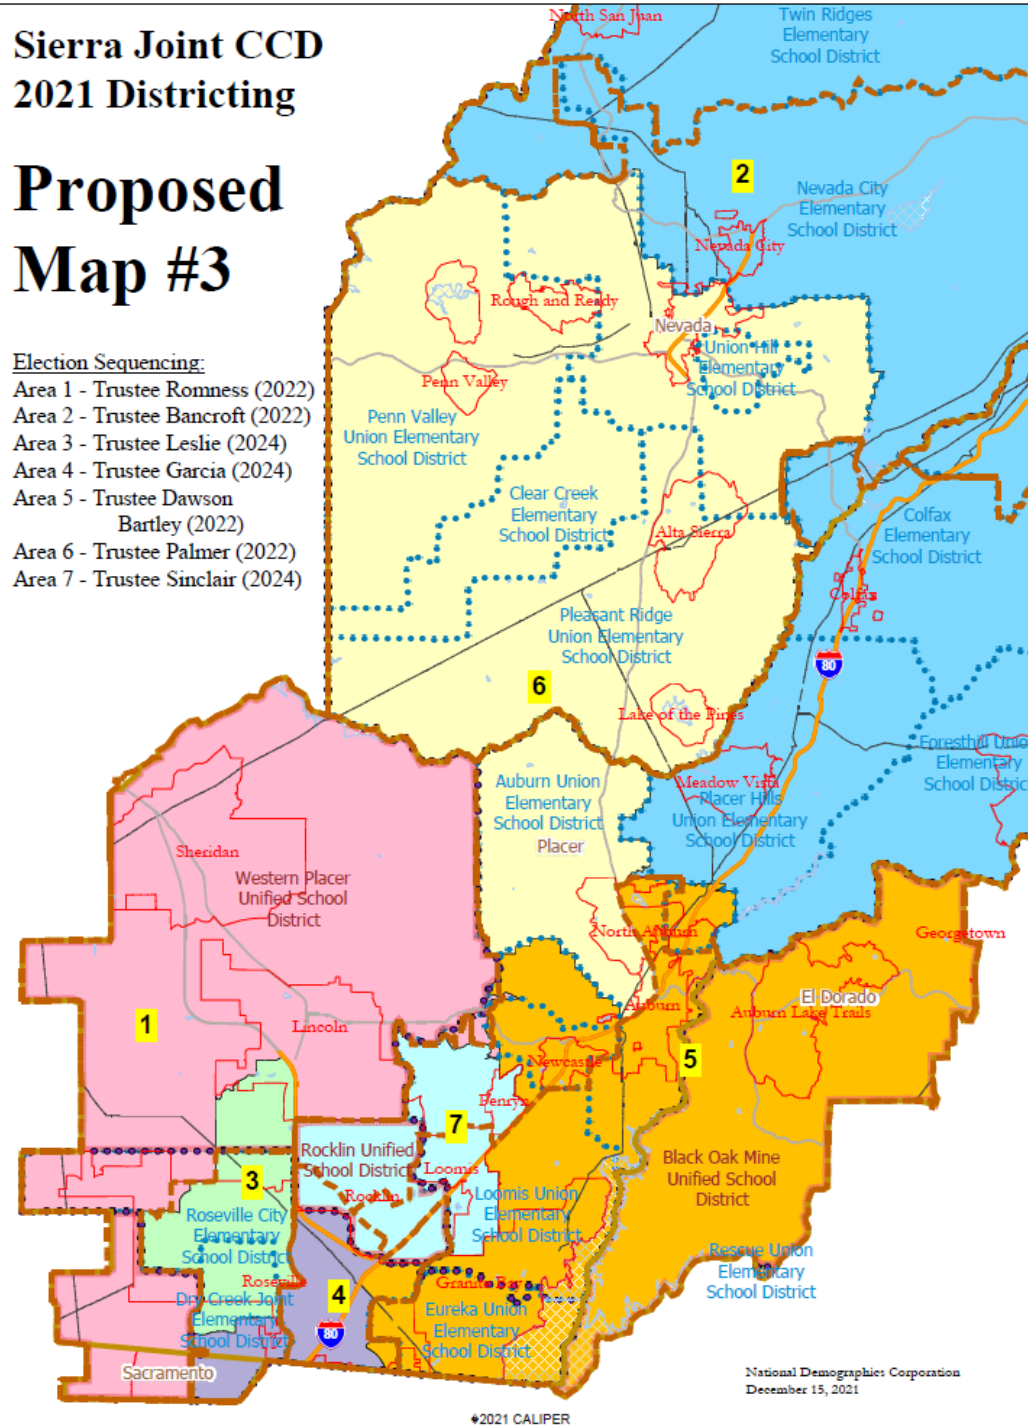 Sierra Joint CCD
2021 Districting
Proposed
Map #3
Election Sequencing:
Area 1 - Trustee Romness (2022)
Area 2 - Trustee Bancroft (2022)
Area 3 - Trustee Leslie (2024)
Area 4 - Trustee Garcia (2024)
Area 5 - Trustee Dawson
Bartley (2022)
Area 6 - Trustee Palmer (2022)
Area 7 - Trustee Sinclair (2024)
North San Juan
Twin Ridges
Elementary
School District
2
Nevada City
Elementary
School District
Nevada City
Rough and Ready
Nevada
Union Hill
Elementary
School District
Penn Valley
Penn Valley
Union Elementary
School District
Clear Creek
Elementary
School District
Alta Sierra
Colfax
Elementary
School District
Colfax
Pleasant Ridge
Union Elementary
School District
80
6
Lake of the Pines
Foresthill Union
Elementary
School District
Auburn Union
Elementary
School District
Placer
Meadow Vista
Placer Hills
Union Elementary
School District
Sheridan
Western Placer
Unified School
District
North Auburn
Georgetown
El Dorado
Auburn Lake Trails
Auburn
1
Lincoln
Newcastle
5
Penryn
7
Rocklin Unified
School District
Loomis
Rocklin
Black Oak Mine
Unified School
District
3
Roseville City
Elementary
School District
Loomis Union
Elementary
School District
Rescue Union
Elementary
School District
Roseville
Dry Creek Joint
Elementary
School District
4
80
Granite Bay
Eureka Union
Elementary
School District
Sacramento
National Demographics Corporation
December 15, 2021
©2021 CALIPER